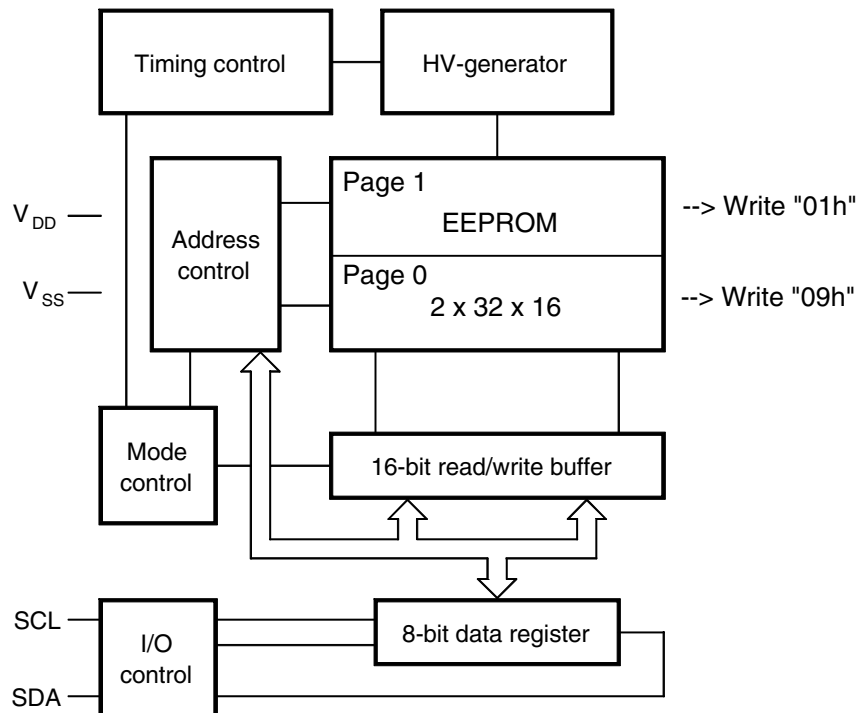 Timing control
HV-generator
Page 1
EEPROM
--> Write "01h"
V DD
Address
control
Page 0
2 x 32 x 16
--> Write "09h"
V SS
Mode
control
16-bit read/write buffer
SCL
I/O
control
8-bit data register
SDA